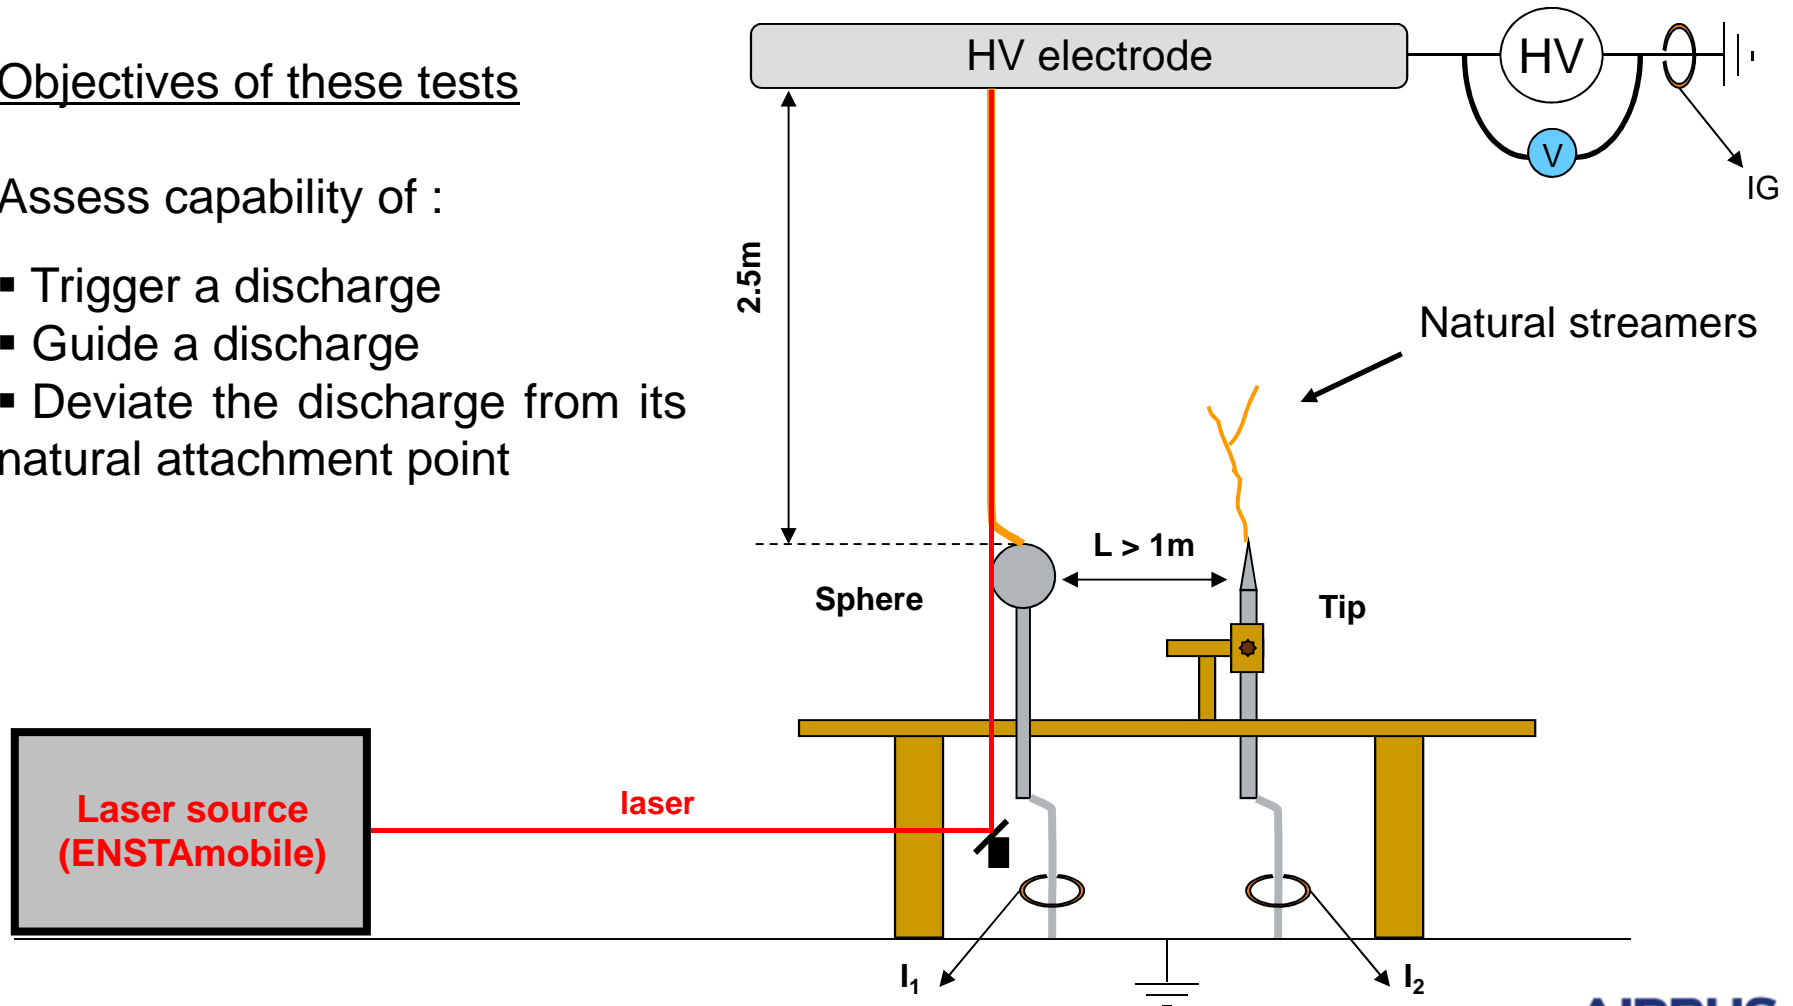 Objectives of these tests
Assess capability of :
▪ Trigger a discharge
▪ Guide a discharge
▪ Deviate the discharge from its
natural attachment point
HV electrode
HV
V
IG
2.5m
Natural streamers
L > 1m
Sphere
Tip
Laser source
(ENSTAmobile)
laser
I₁
I₂